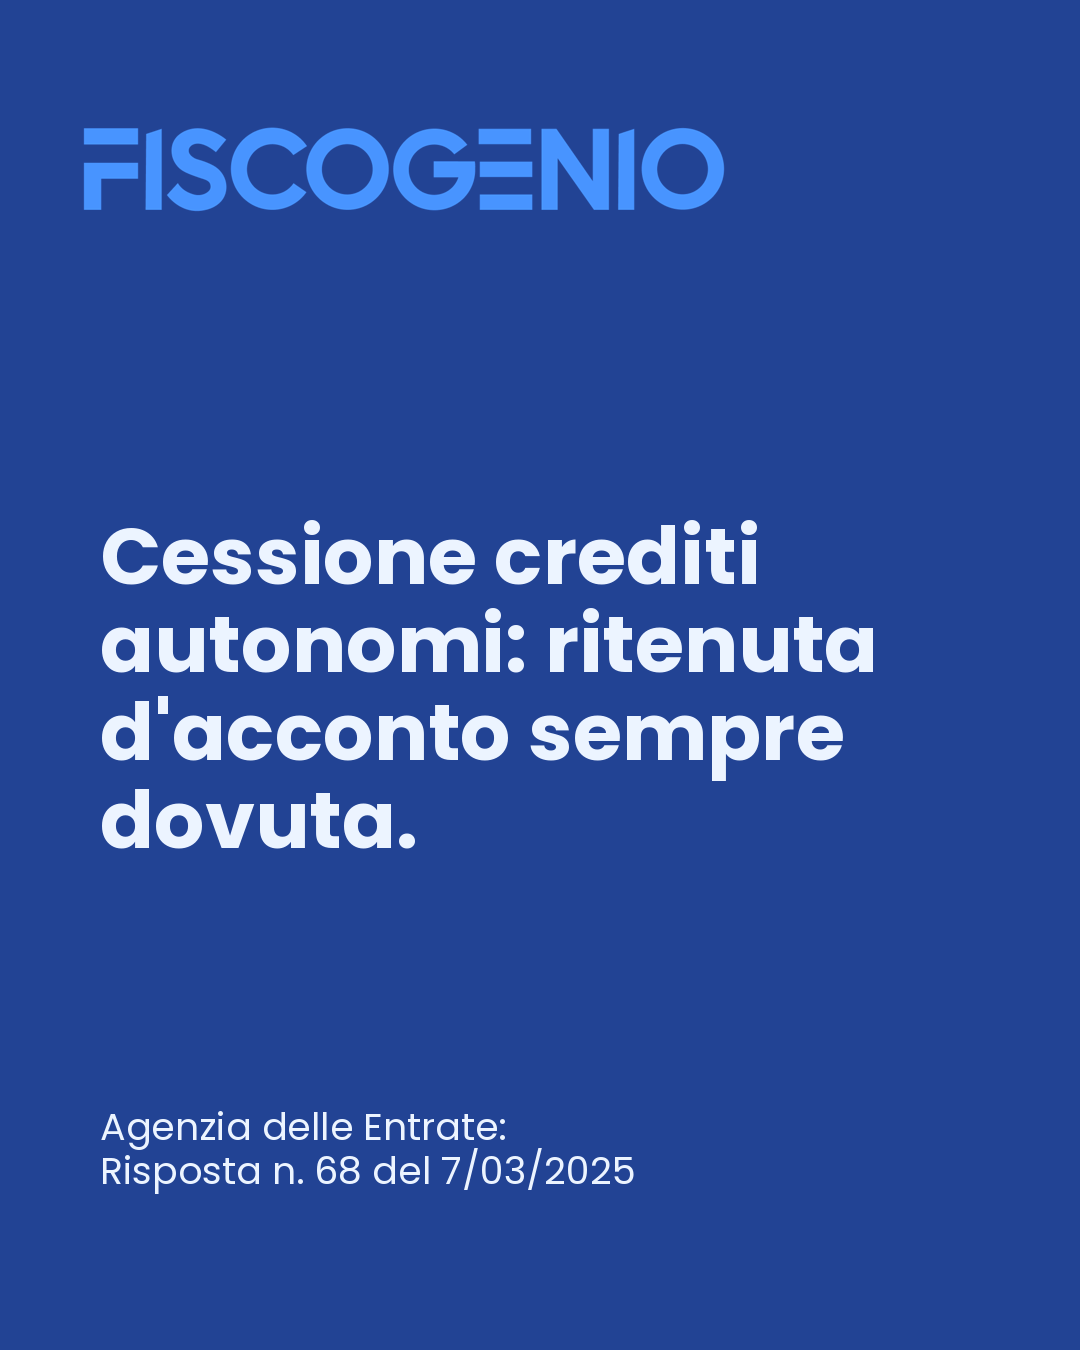 FISCOGENIO
Cessione crediti
autonomi: ritenuta
d'acconto sempre
dovuta.
Agenzia delle Entrate:
Risposta n. 68 del 7/03/2025